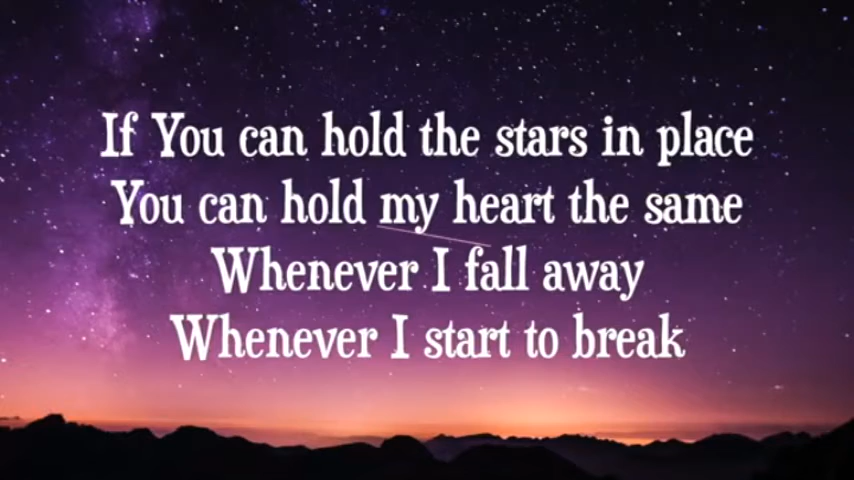 If You can hold the stars in place
You can hold my heart the same
Whenever I fall away
Whenever I start to break